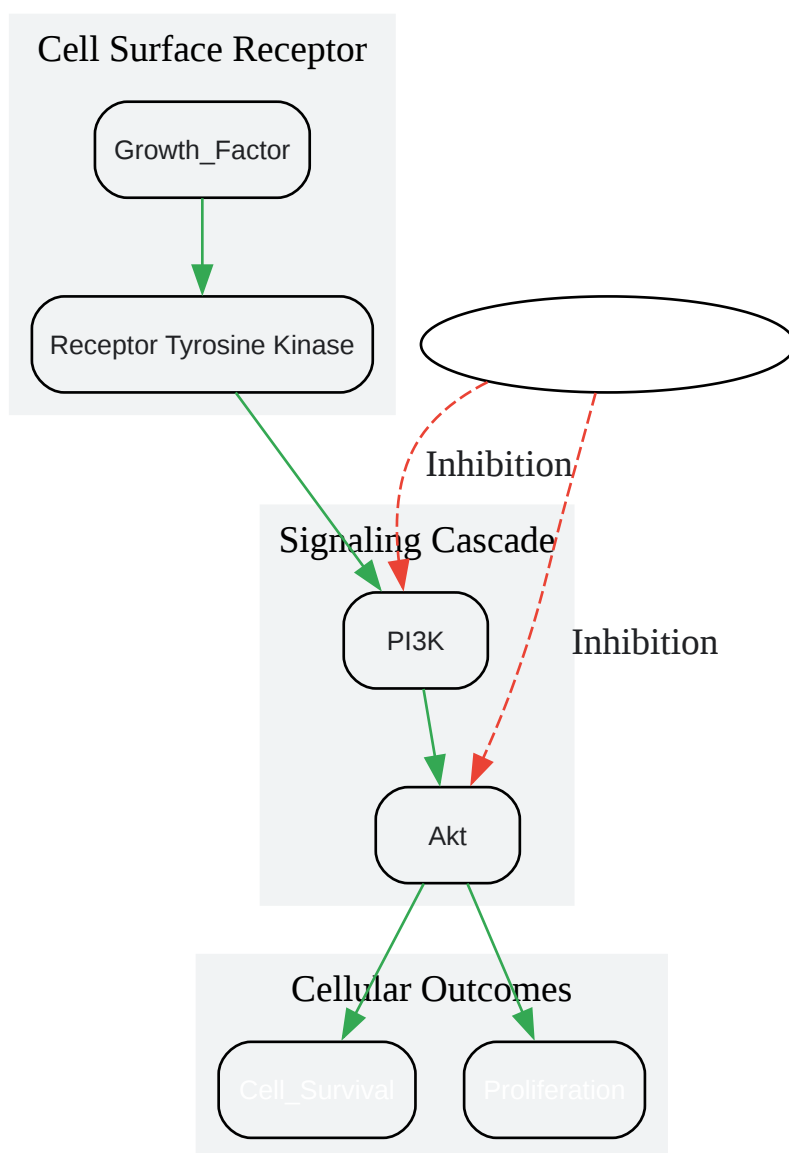 Cell Surface Receptor
Growth_Factor
Receptor Tyrosine Kinase
Inhibition
Signaling Cascade
PI3K
Inhibition
Akt
Cellular Outcomes
Cell_Survival
Proliferation